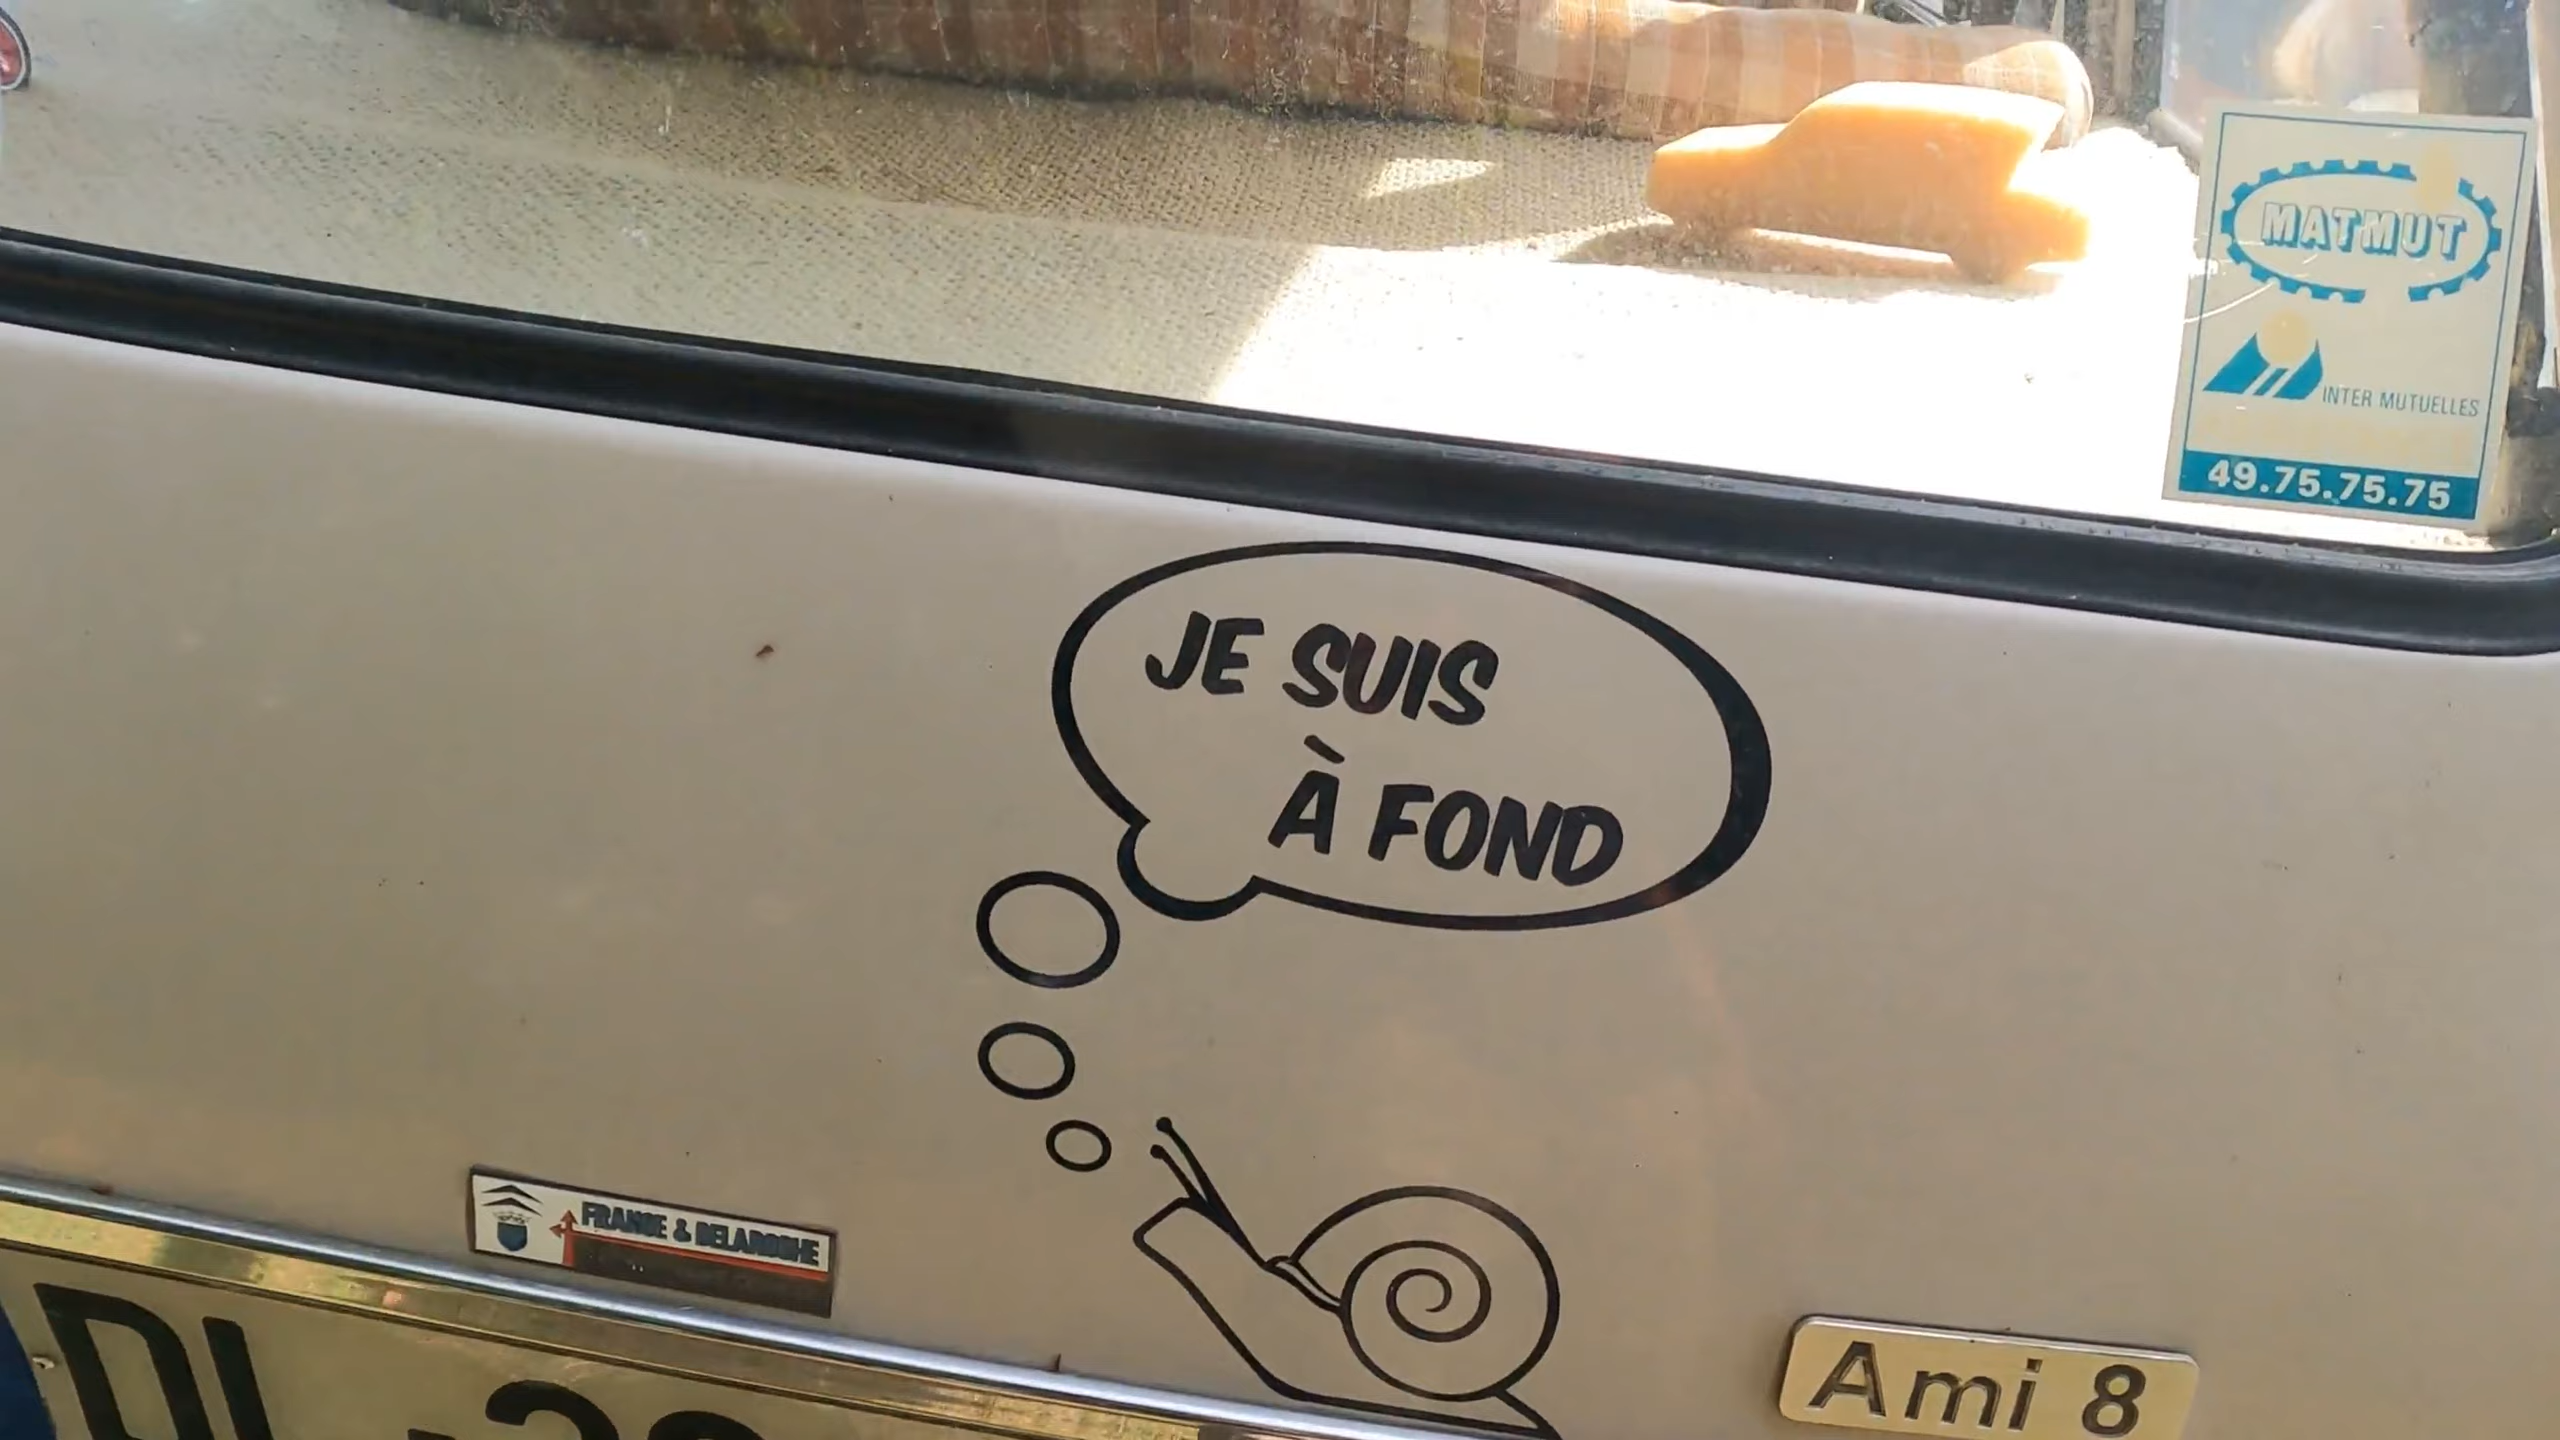 MATMUT
INTER MUTUELLES
49.75.75.75
JE SUIS
À FOND
FRANCE & DELAROCHE
Ami 8